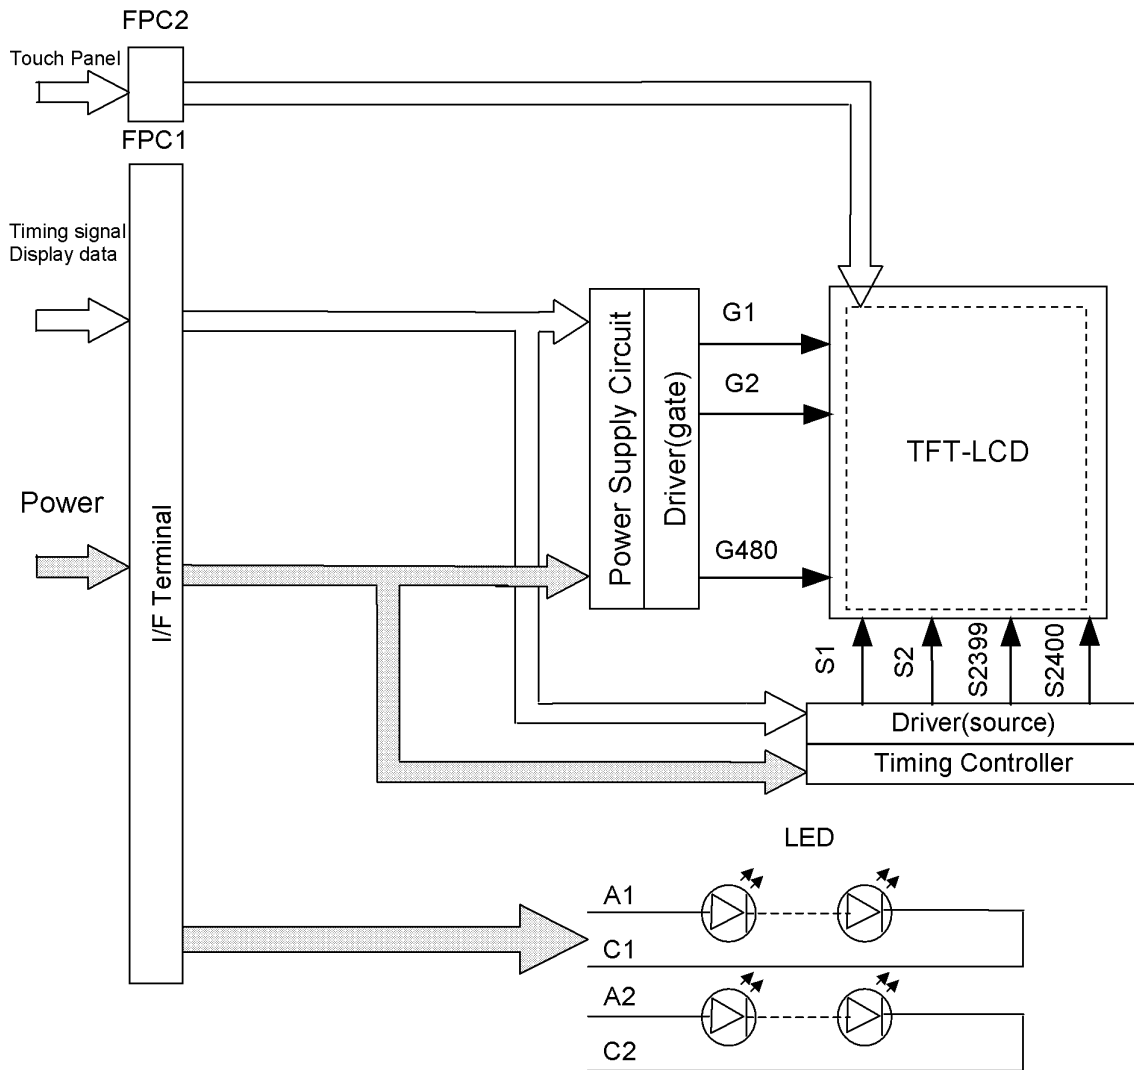 FPC2
Touch Panel
FPC1
Timing signal
Display data
Power
I/F Terminal
Power Supply Circuit
Driver(gate)
G1
G2
G480
TFT-LCD
S1
S2
S2399
S2400
Driver(source)
Timing Controller
LED
A1
C1
A2
C2